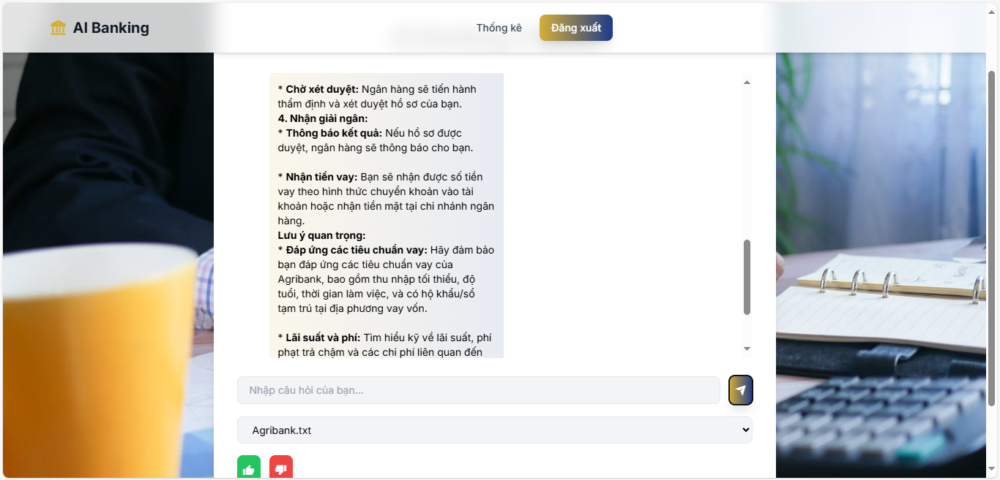 AI Banking
Thống kê
Đăng xuất
* Chờ xét duyệt: Ngân hàng sẽ tiến hành
thẩm định và xét duyệt hồ sơ của bạn.
4. Nhận giải ngân:
* Thông báo kết quả: Nếu hồ sơ được
duyệt, ngân hàng sẽ thông báo cho bạn.
* Nhận tiền vay: Bạn sẽ nhận được số tiền
vay theo hình thức chuyển khoản vào tài
khoản hoặc nhận tiền mặt tại chi nhánh ngân
hàng.
Lưu ý quan trọng:
* Đáp ứng các tiêu chuẩn vay: Hãy đảm bảo
bạn đáp ứng các tiêu chuẩn vay của
Agribank, bao gồm thu nhập tối thiểu, độ
tuổi, thời gian làm việc, và có hộ khẩu/sổ
tạm trú tại địa phương vay vốn.
* Lãi suất và phí: Tìm hiểu kỹ về lãi suất, phí
phạt trả chậm và các chi phí liên quan đến
Nhập câu hỏi của bạn...
Agribank.txt